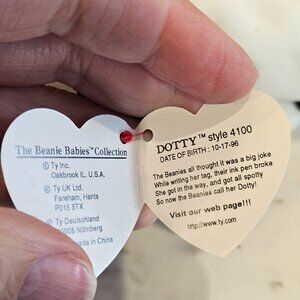 The Beanie Babies™Collection
© Ty Inc.
Oakbrook IL. U.S.A.
© Ty UK Ltd.
Fareham, Hants
PO15 5TX
© Ty Deutschland
90008 Nürnberg
Handmade in China
DOTTY™ style 4100
DATE OF BIRTH : 10-17-96
The Beanies all thought it was a big joke
While writing her tag, their ink pen broke
She got in the way, and got all spotty
So now the Beanies call her Dotty!
Visit our web page!!!
http://www.ty.com